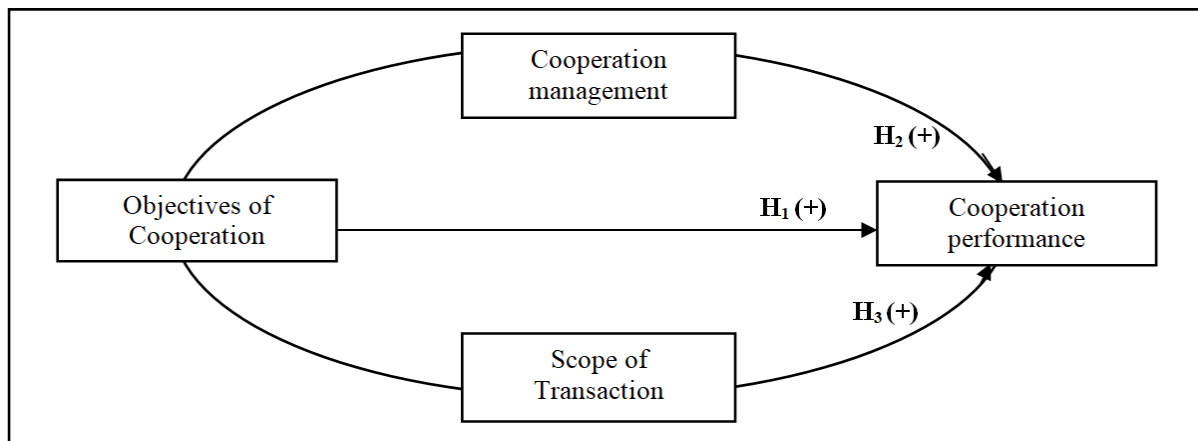 Cooperation
management
H₂ (+)
Objectives of
Cooperation
H₁ (+)
Cooperation
performance
H₃ (+)
Scope of
Transaction